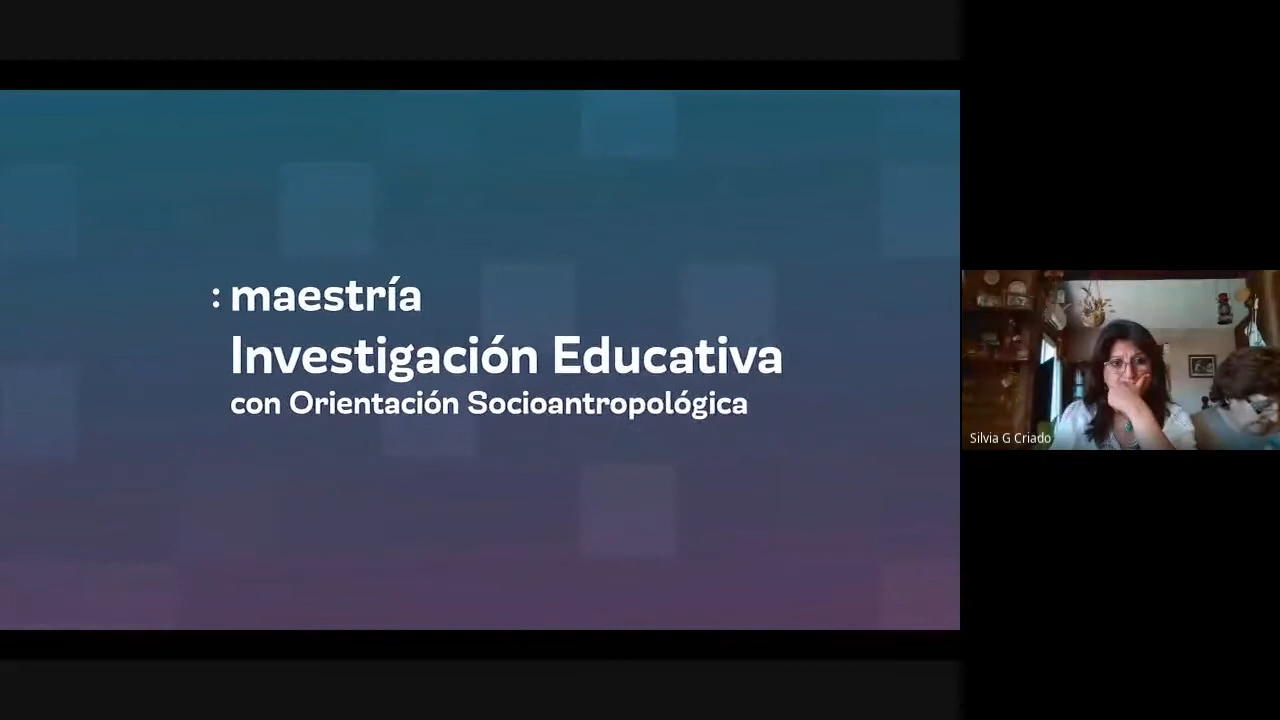 : maestría
Investigación Educativa
con Orientación Socioantropológica
Silvia G Criado